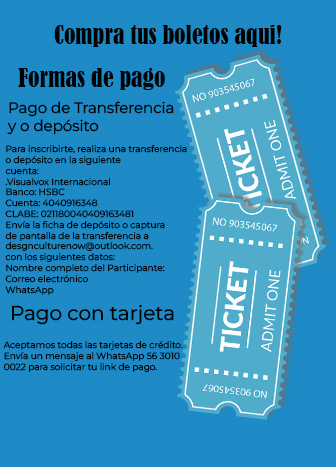 Compra tus boletos aqui!
Formas de pago
Pago de Transferencia
y o depósito
Para inscribirte, realiza una transferencia
o depósito en la siguiente
cuenta:
.Visualvox Internacional
Banco: HSBC
Cuenta: 4040916348
CLABE: 021180040409163481
Envía la ficha de depósito o captura
de pantalla de la transferencia a
desgnculturenow@outlook.com.
con los siguientes datos:
Nombre completo del Participante:
Correo electrónico
WhatsApp
Pago con tarjeta
Aceptamos todas las tarjetas de crédito.
Envía un mensaje al WhatsApp 56 3010
0022 para solicitar tu link de pago.
NO 903545067
TICKET
ADMIT ONE
NO 903545067
TICKET
ADMIT ONE
NO 903545067